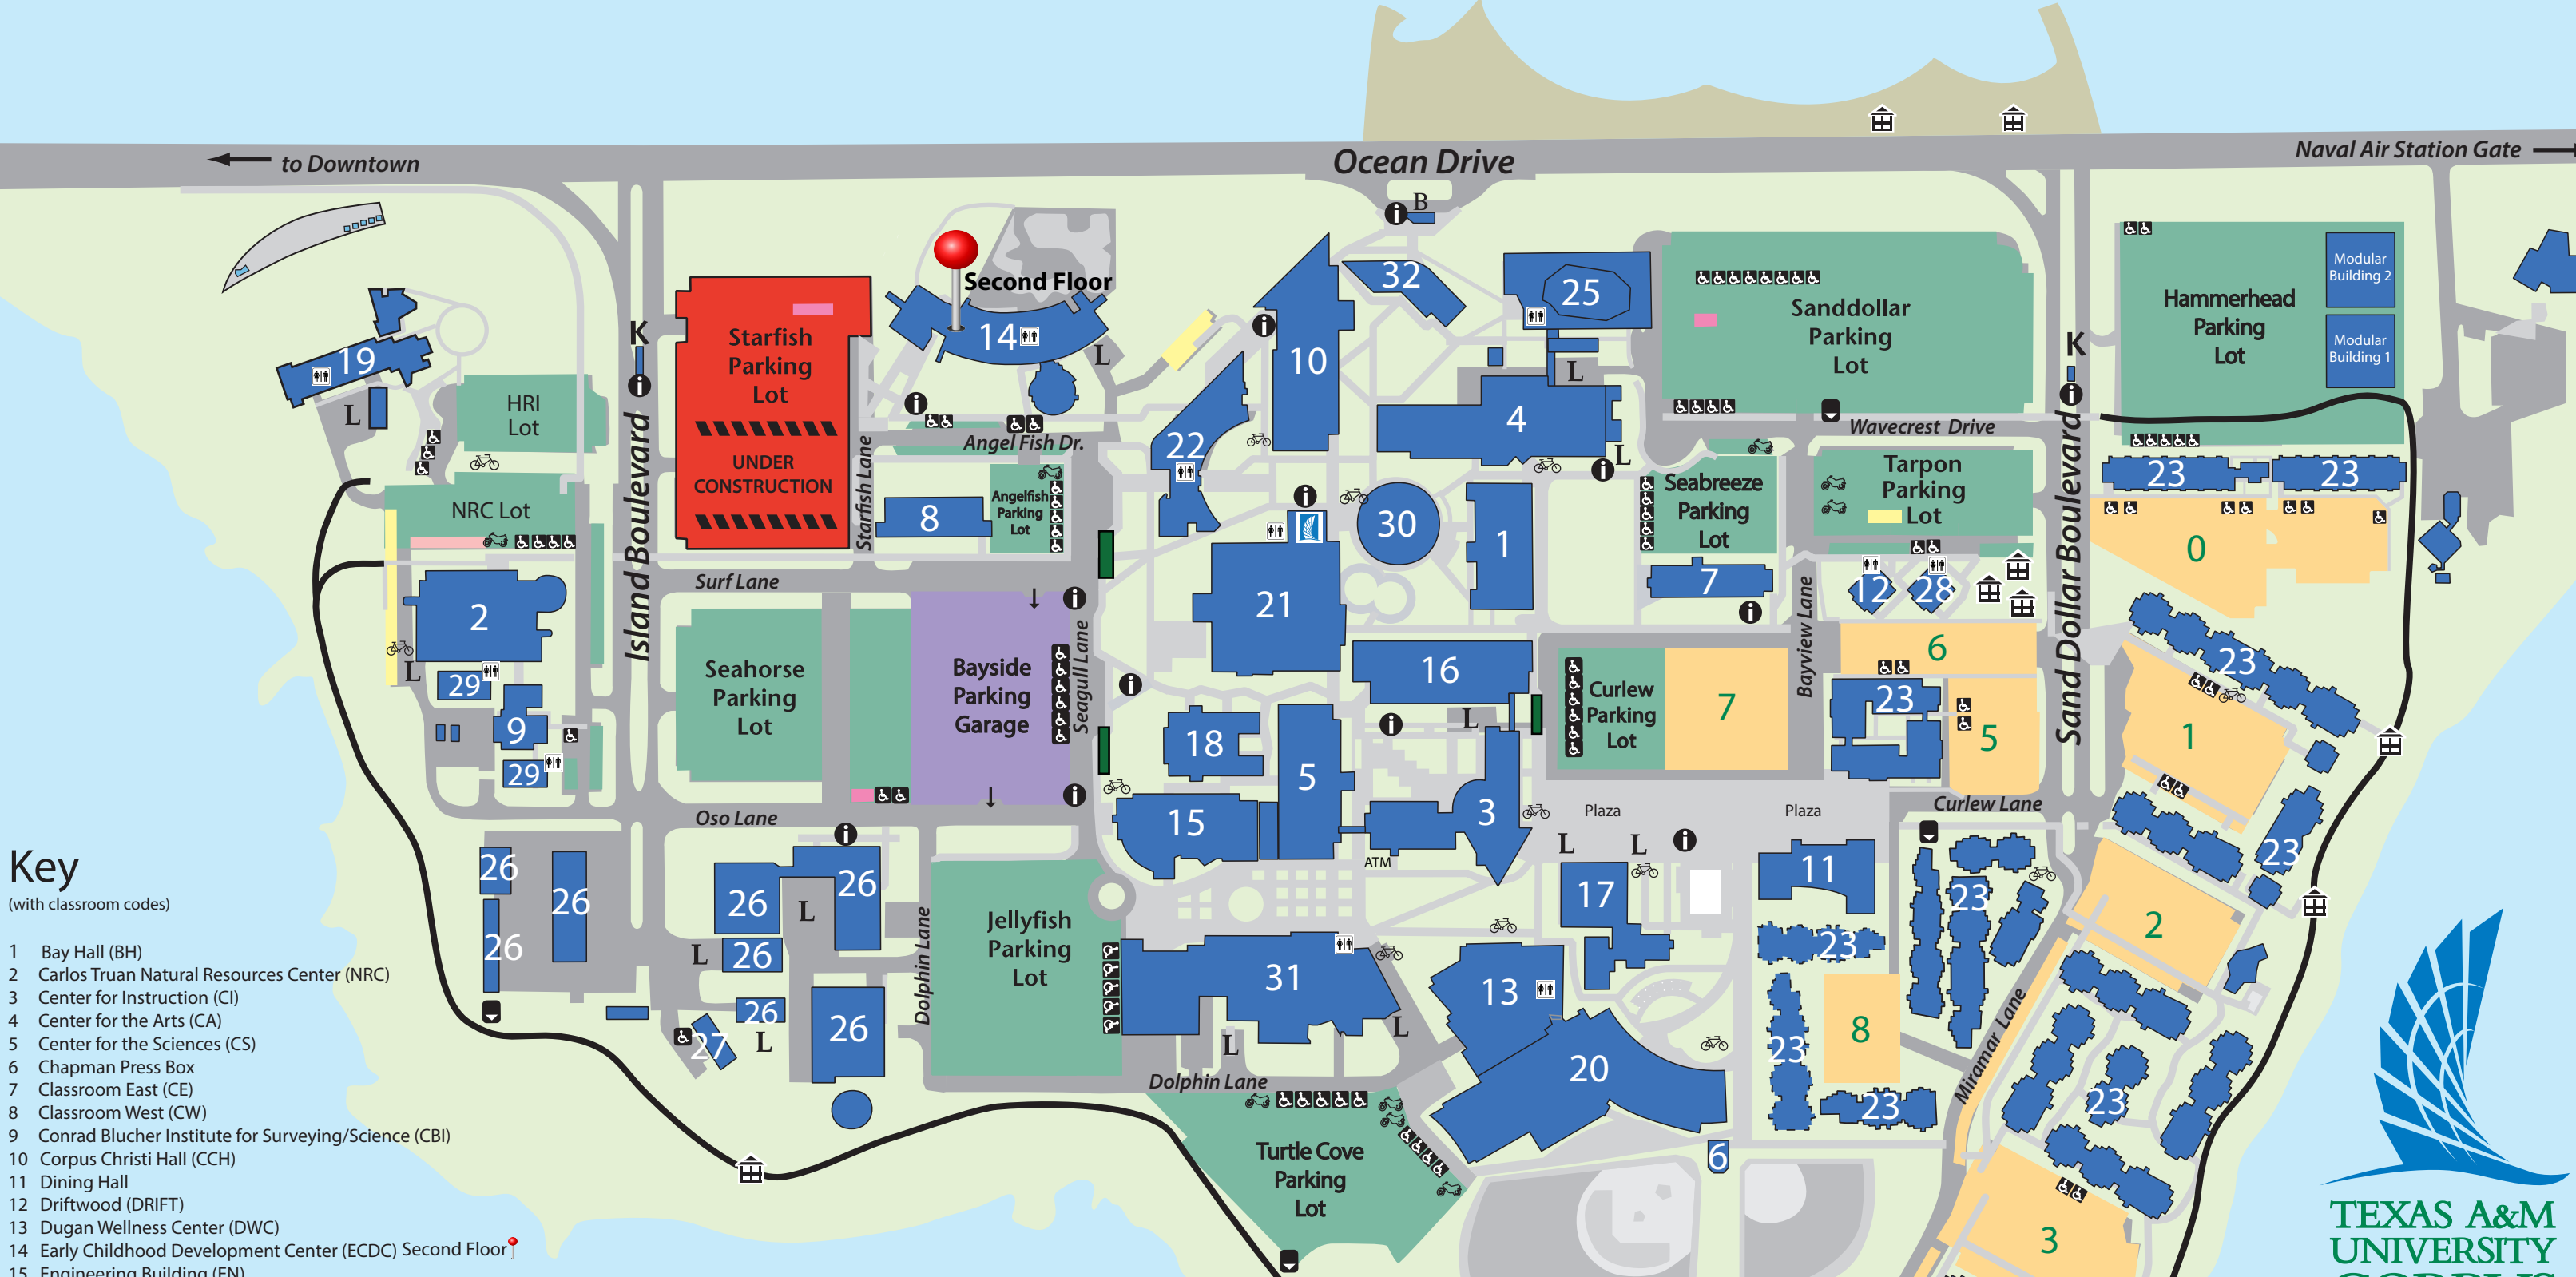 Ocean Drive
to Downtown
Naval Air Station Gate
B
Second Floor
14
32
25
10
19
L
L
K
Starfish
Parking
Lot
UNDER
CONSTRUCTION
Sanddollar
Parking
Lot
K
Hammerhead
Parking
Lot
Modular
Building 2
Modular
Building 1
HRI
Lot
L
4
L
Wavecrest Drive
Angel Fish Dr.
22
Starfish Lane
Island Boulevard
Sand Dollar Boulevard
NRC Lot
8
Angelfish
Parking
Lot
30
1
Seabreeze
Parking
Lot
Tarpon
Parking
Lot
23
23
0
Surf Lane
7
12
28
Bayview Lane
2
L
29
9
29
Seahorse
Parking
Lot
Bayside
Parking
Garage
Seagull Lane
21
16
L
Curlew
Parking
Lot
7
6
23
5
23
1
18
5
15
3
ATM
Oso Lane
Plaza
Plaza
Curlew Lane
L
L
17
11
23
23
2
23
26
26
26
26
26
L
L
26
26
L
26
27
Dolphin Lane
Jellyfish
Parking
Lot
31
L
L
13
20
23
8
23
23
Miramar Lane
23
6
3
Dolphin Lane
Turtle Cove
Parking
Lot
Key
(with classroom codes)
1 Bay Hall (BH)
2 Carlos Truan Natural Resources Center (NRC)
3 Center for Instruction (CI)
4 Center for the Arts (CA)
5 Center for the Sciences (CS)
6 Chapman Press Box
7 Classroom East (CE)
8 Classroom West (CW)
9 Conrad Blucher Institute for Surveying/Science (CBI)
10 Corpus Christi Hall (CCH)
11 Dining Hall
12 Driftwood (DRIFT)
13 Dugan Wellness Center (DWC)
14 Early Childhood Development Center (ECDC) Second Floor
15 Engineering Building (EN)
TEXAS A&M
UNIVERSITY
CORPUS